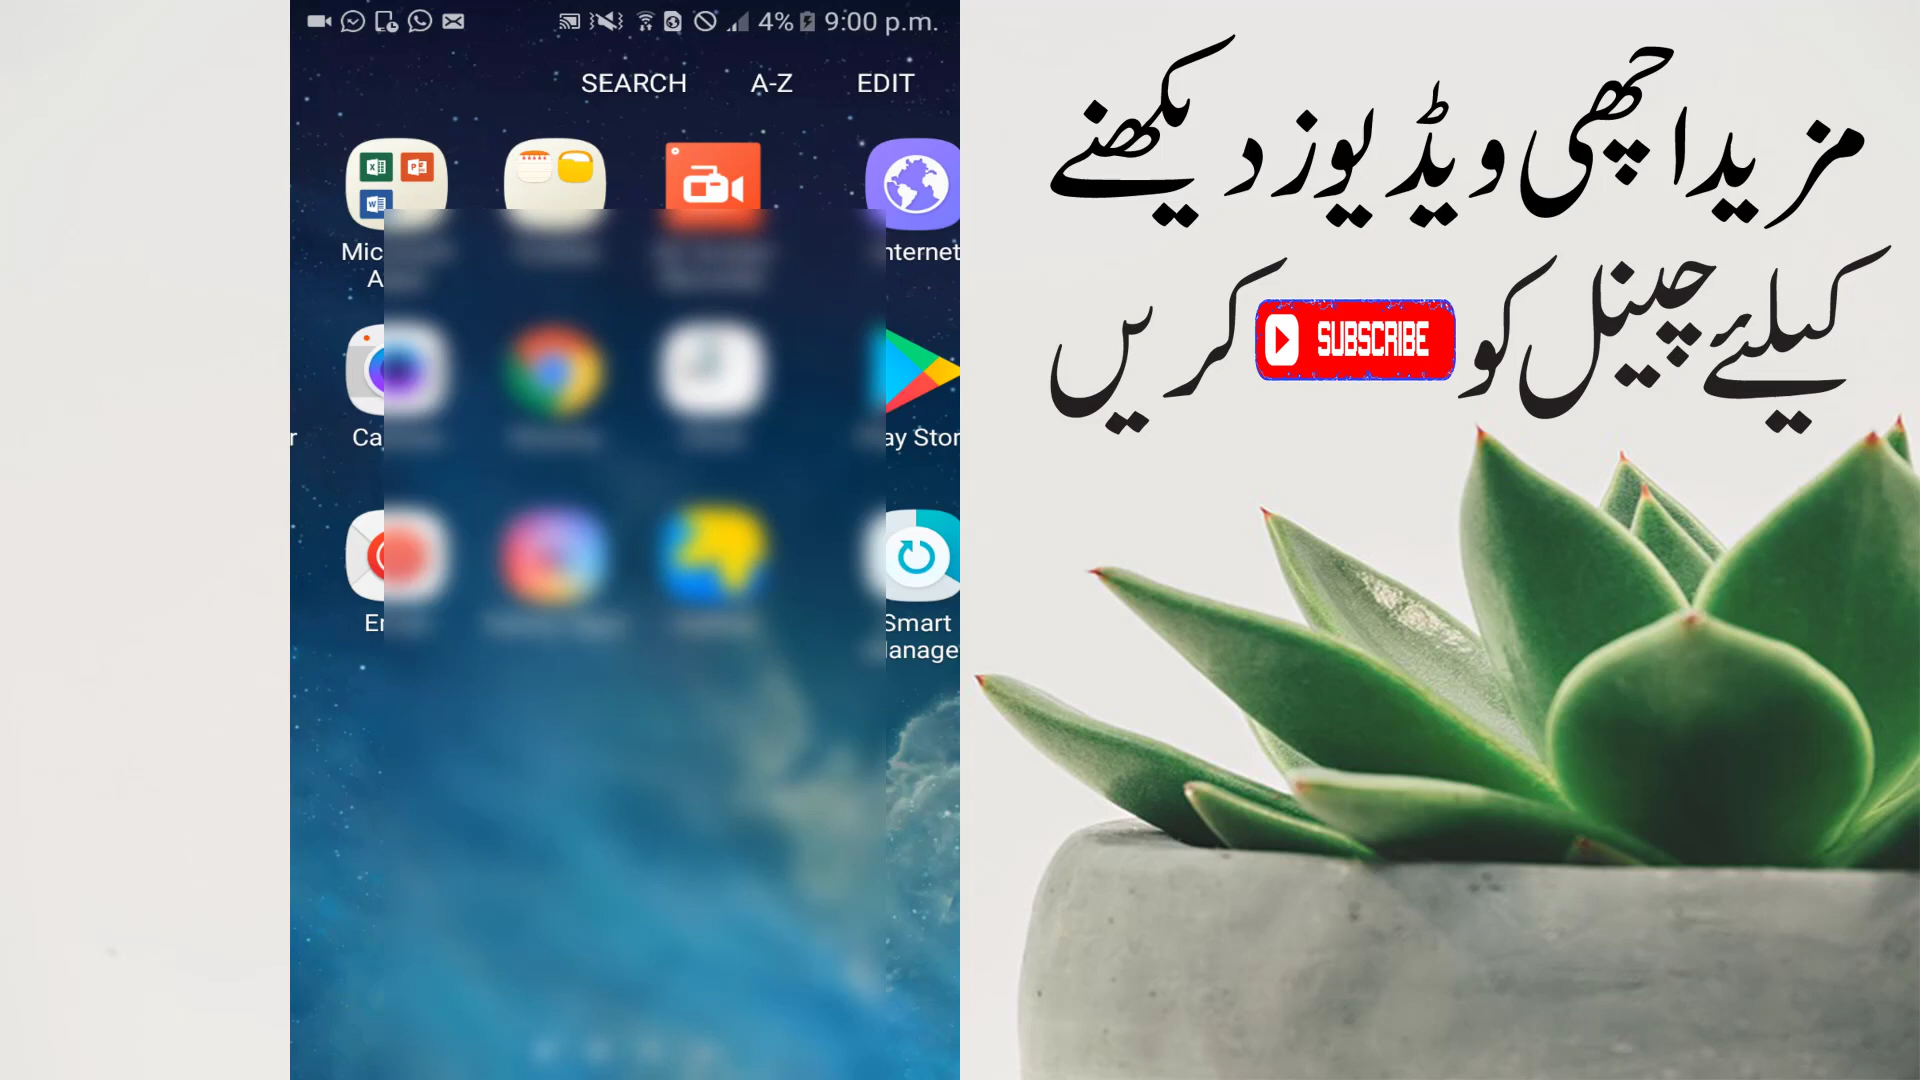 4% 9:00 p.m.
SEARCH A-Z EDIT
Mic
A
nternet
r Ca
ay Stor
E
Smart
anage
مزید اچھی ویڈیوز دیکھنے
کیلئے چینل کو SUBSCRIBE کریں